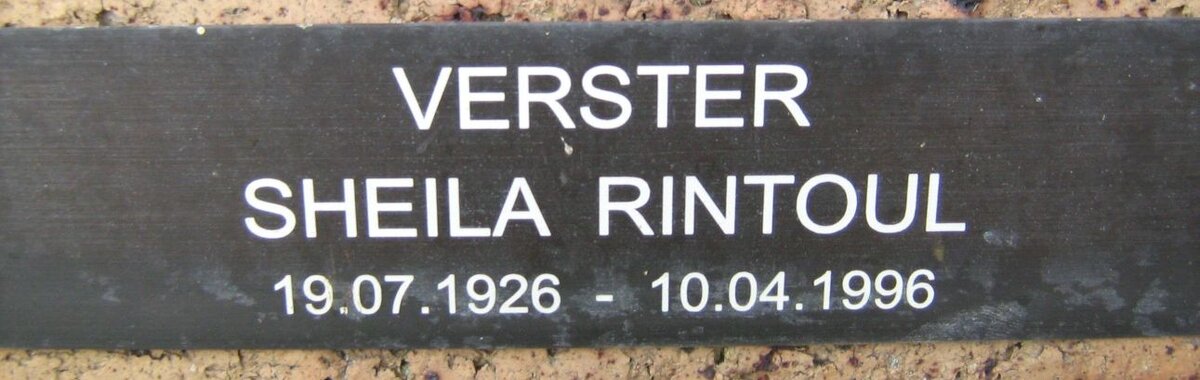 VERSTER
SHEILA RINTOUL
19.07.1926 - 10.04.1996